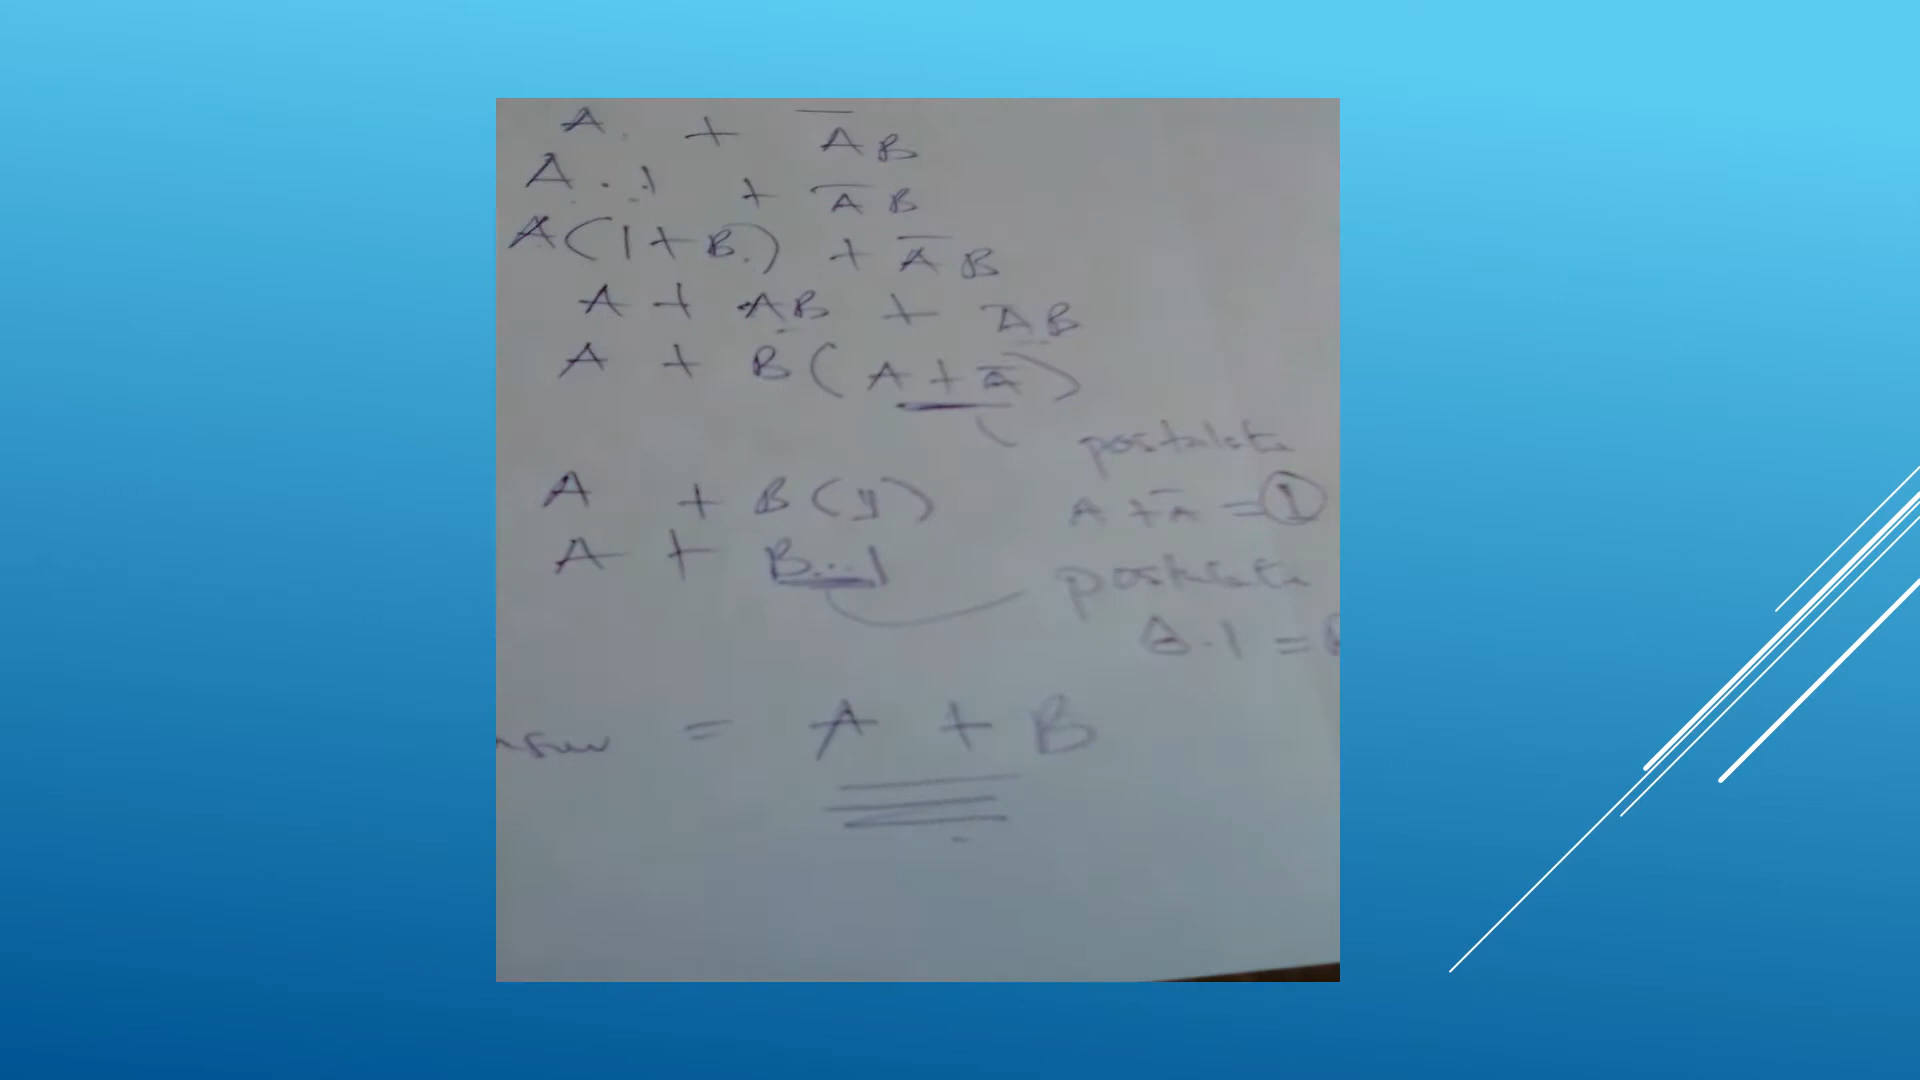 A + A̅B
A . 1 + A̅B
A(1+B) + A̅B
A + AB + A̅B
A + B(A+A̅)
postulate
A + B(1)
A + A̅ = 1
A + B . 1
postulate
A.1 =
= A + B